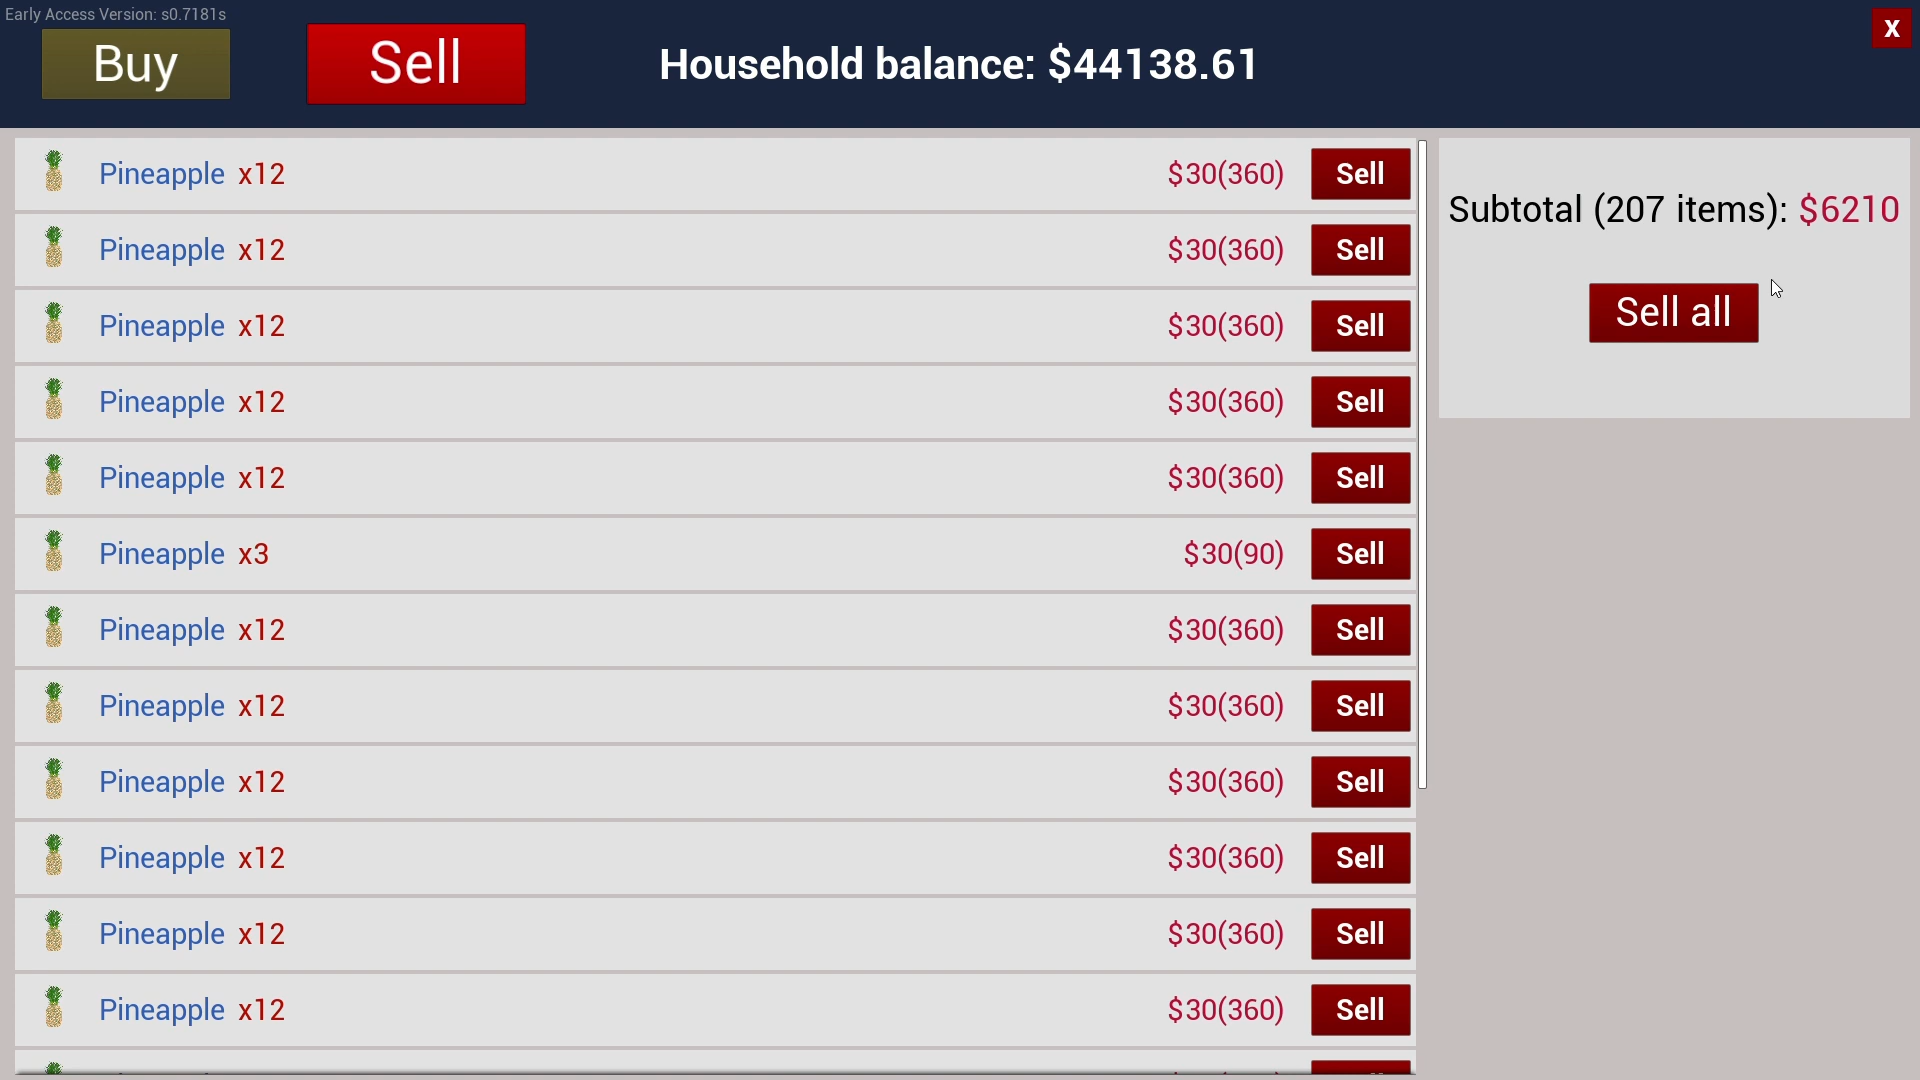 Early Access Version: s0.7181s
Buy Sell Household balance: $44138.61 X
Pineapple x12 $30(360) Sell
Subtotal (207 items): $6210
Pineapple x12 $30(360) Sell
Sell all
Pineapple x12 $30(360) Sell
Pineapple x12 $30(360) Sell
Pineapple x12 $30(360) Sell
Pineapple x3 $30(90) Sell
Pineapple x12 $30(360) Sell
Pineapple x12 $30(360) Sell
Pineapple x12 $30(360) Sell
Pineapple x12 $30(360) Sell
Pineapple x12 $30(360) Sell
Pineapple x12 $30(360) Sell